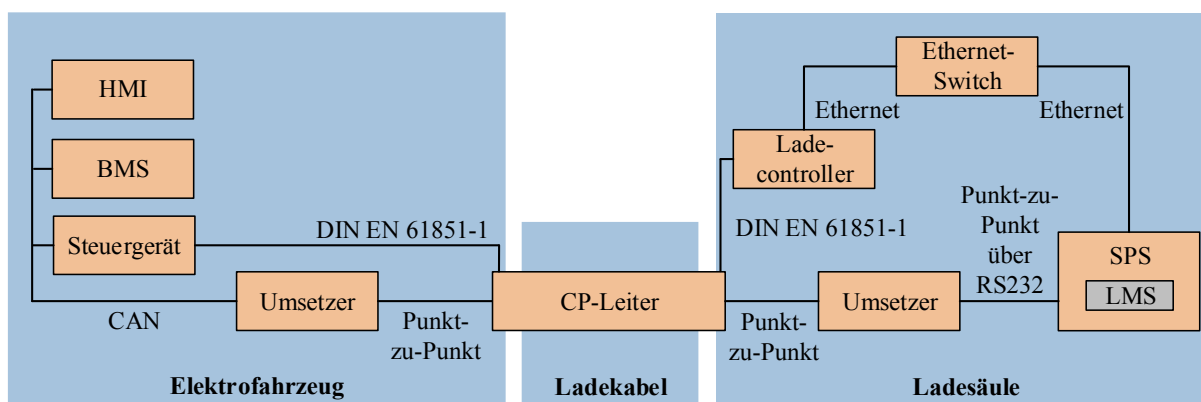 HMI
BMS
Steuergerät
DIN EN 61851-1
CAN
Umsetzer
Punkt-
zu-Punkt
Elektrofahrzeug
CP-Leiter
Ladekabel
Ethernet-
Switch
Ethernet
Ethernet
Lade-
controller
DIN EN 61851-1
Punkt-
zu-Punkt
Umsetzer
Punkt-zu-
Punkt
über
RS232
SPS
LMS
Ladesäule